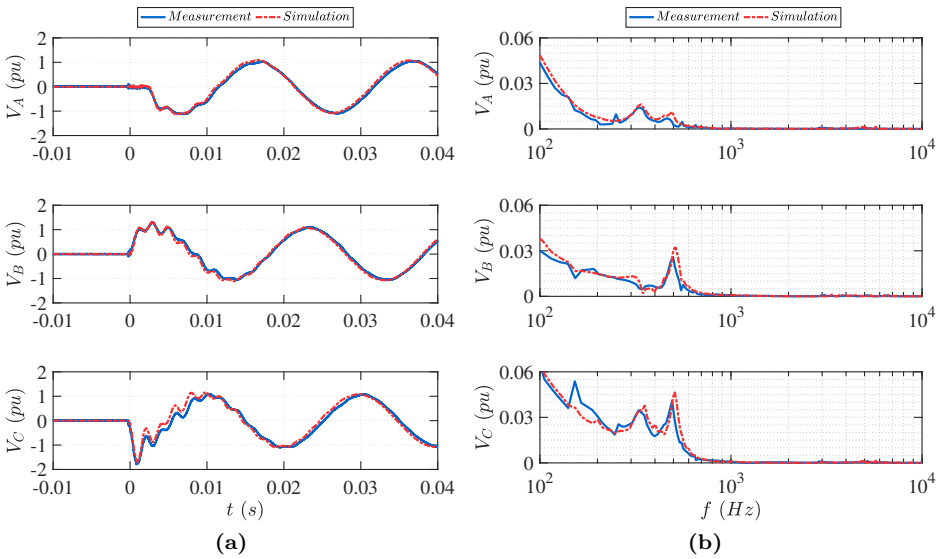 Measurement Simulation
Measurement Simulation
V_A (pu)
2
1
0
-1
-2
-0.01 0 0.01 0.02 0.03 0.04
V_A (pu)
0.06
0.03
0
10^2 10^3 10^4
V_B (pu)
2
1
0
-1
-2
-0.01 0 0.01 0.02 0.03 0.04
V_B (pu)
0.06
0.03
0
10^2 10^3 10^4
V_C (pu)
2
1
0
-1
-2
-0.01 0 0.01 0.02 0.03 0.04
t (s)
V_C (pu)
0.06
0.03
0
10^2 10^3 10^4
f (Hz)
(a)
(b)